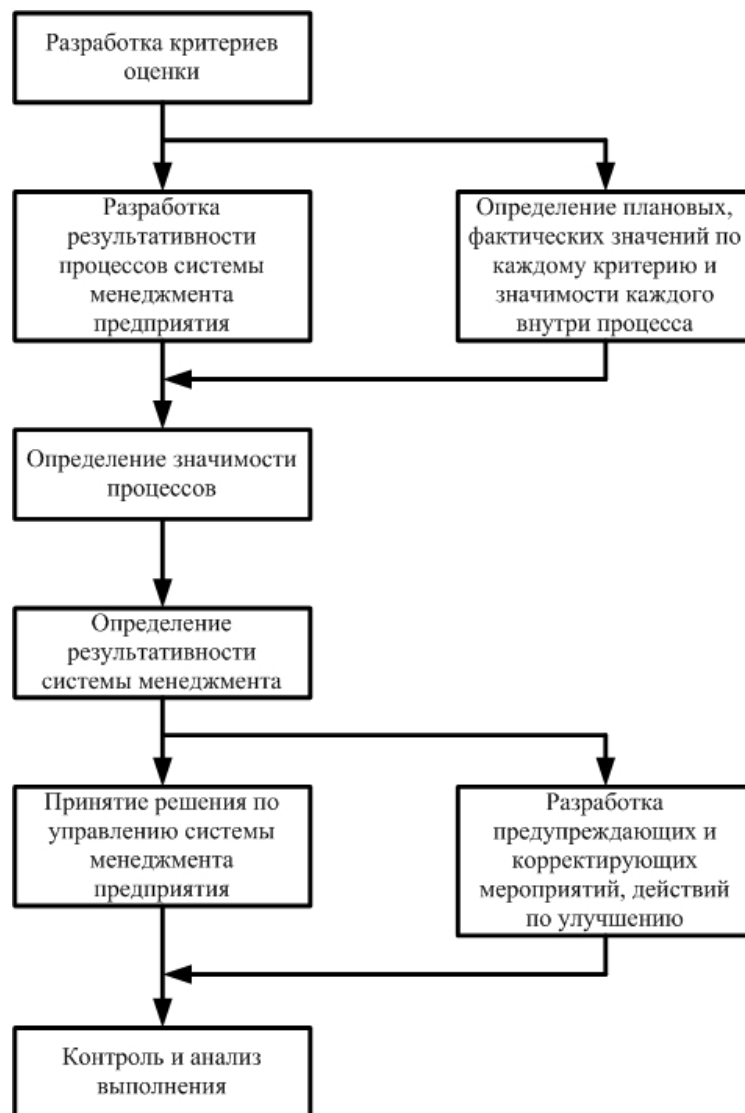 Разработка критериев
оценки
Разработка
результативности
процессов системы
менеджмента
предприятия
Определение плановых,
фактических значений по
каждому критерию и
значимости каждого
внутри процесса
Определение значимости
процессов
Определение
результативности
системы менеджмента
Принятие решения по
управлению системы
менеджмента
предприятия
Разработка
предупреждающих и
корректирующих
мероприятий, действий
по улучшению
Контроль и анализ
выполнения